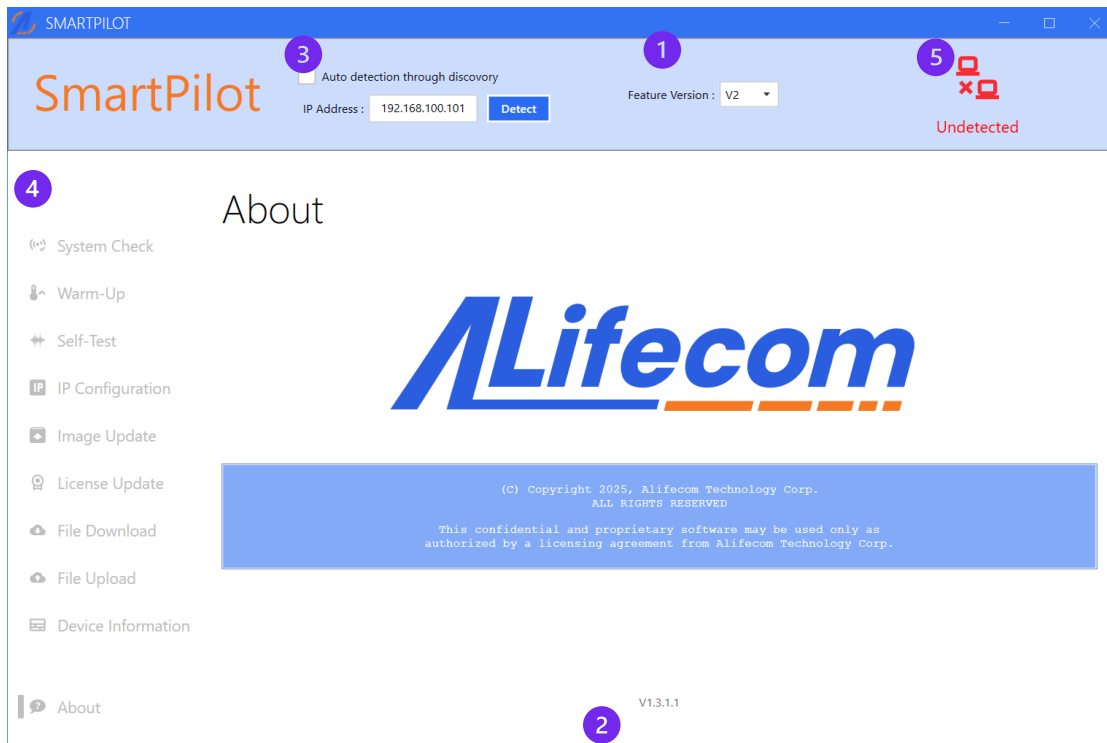 SMARTPILOT
SmartPilot
3
Auto detection through discovery
IP Address : 192.168.100.101 Detect
1
Feature Version : V2
5
Undetected
4
About
System Check
Warm-Up
Self-Test
IP IP Configuration
Image Update
License Update
File Download
File Upload
Device Information
? About
ALifecom
(C) Copyright 2025, Alifecom Technology Corp.
ALL RIGHTS RESERVED
This confidential and proprietary software may be used only as
authorized by a licensing agreement from Alifecom Technology Corp.
V1.3.1.1
2